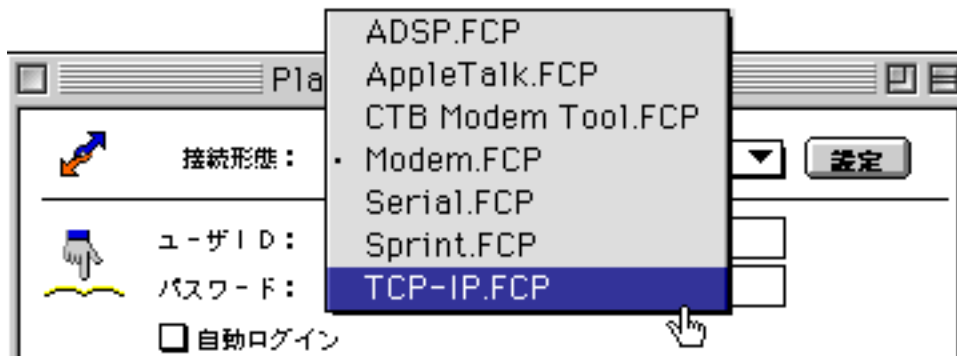 ADSP.FCP
Pla
AppleTalk.FCP
CTB Modem Tool.FCP
接続形態：
・Modem.FCP
設定
Serial.FCP
ユーザID：
Sprint.FCP
パスワード：
TCP-IP.FCP
自動ログイン